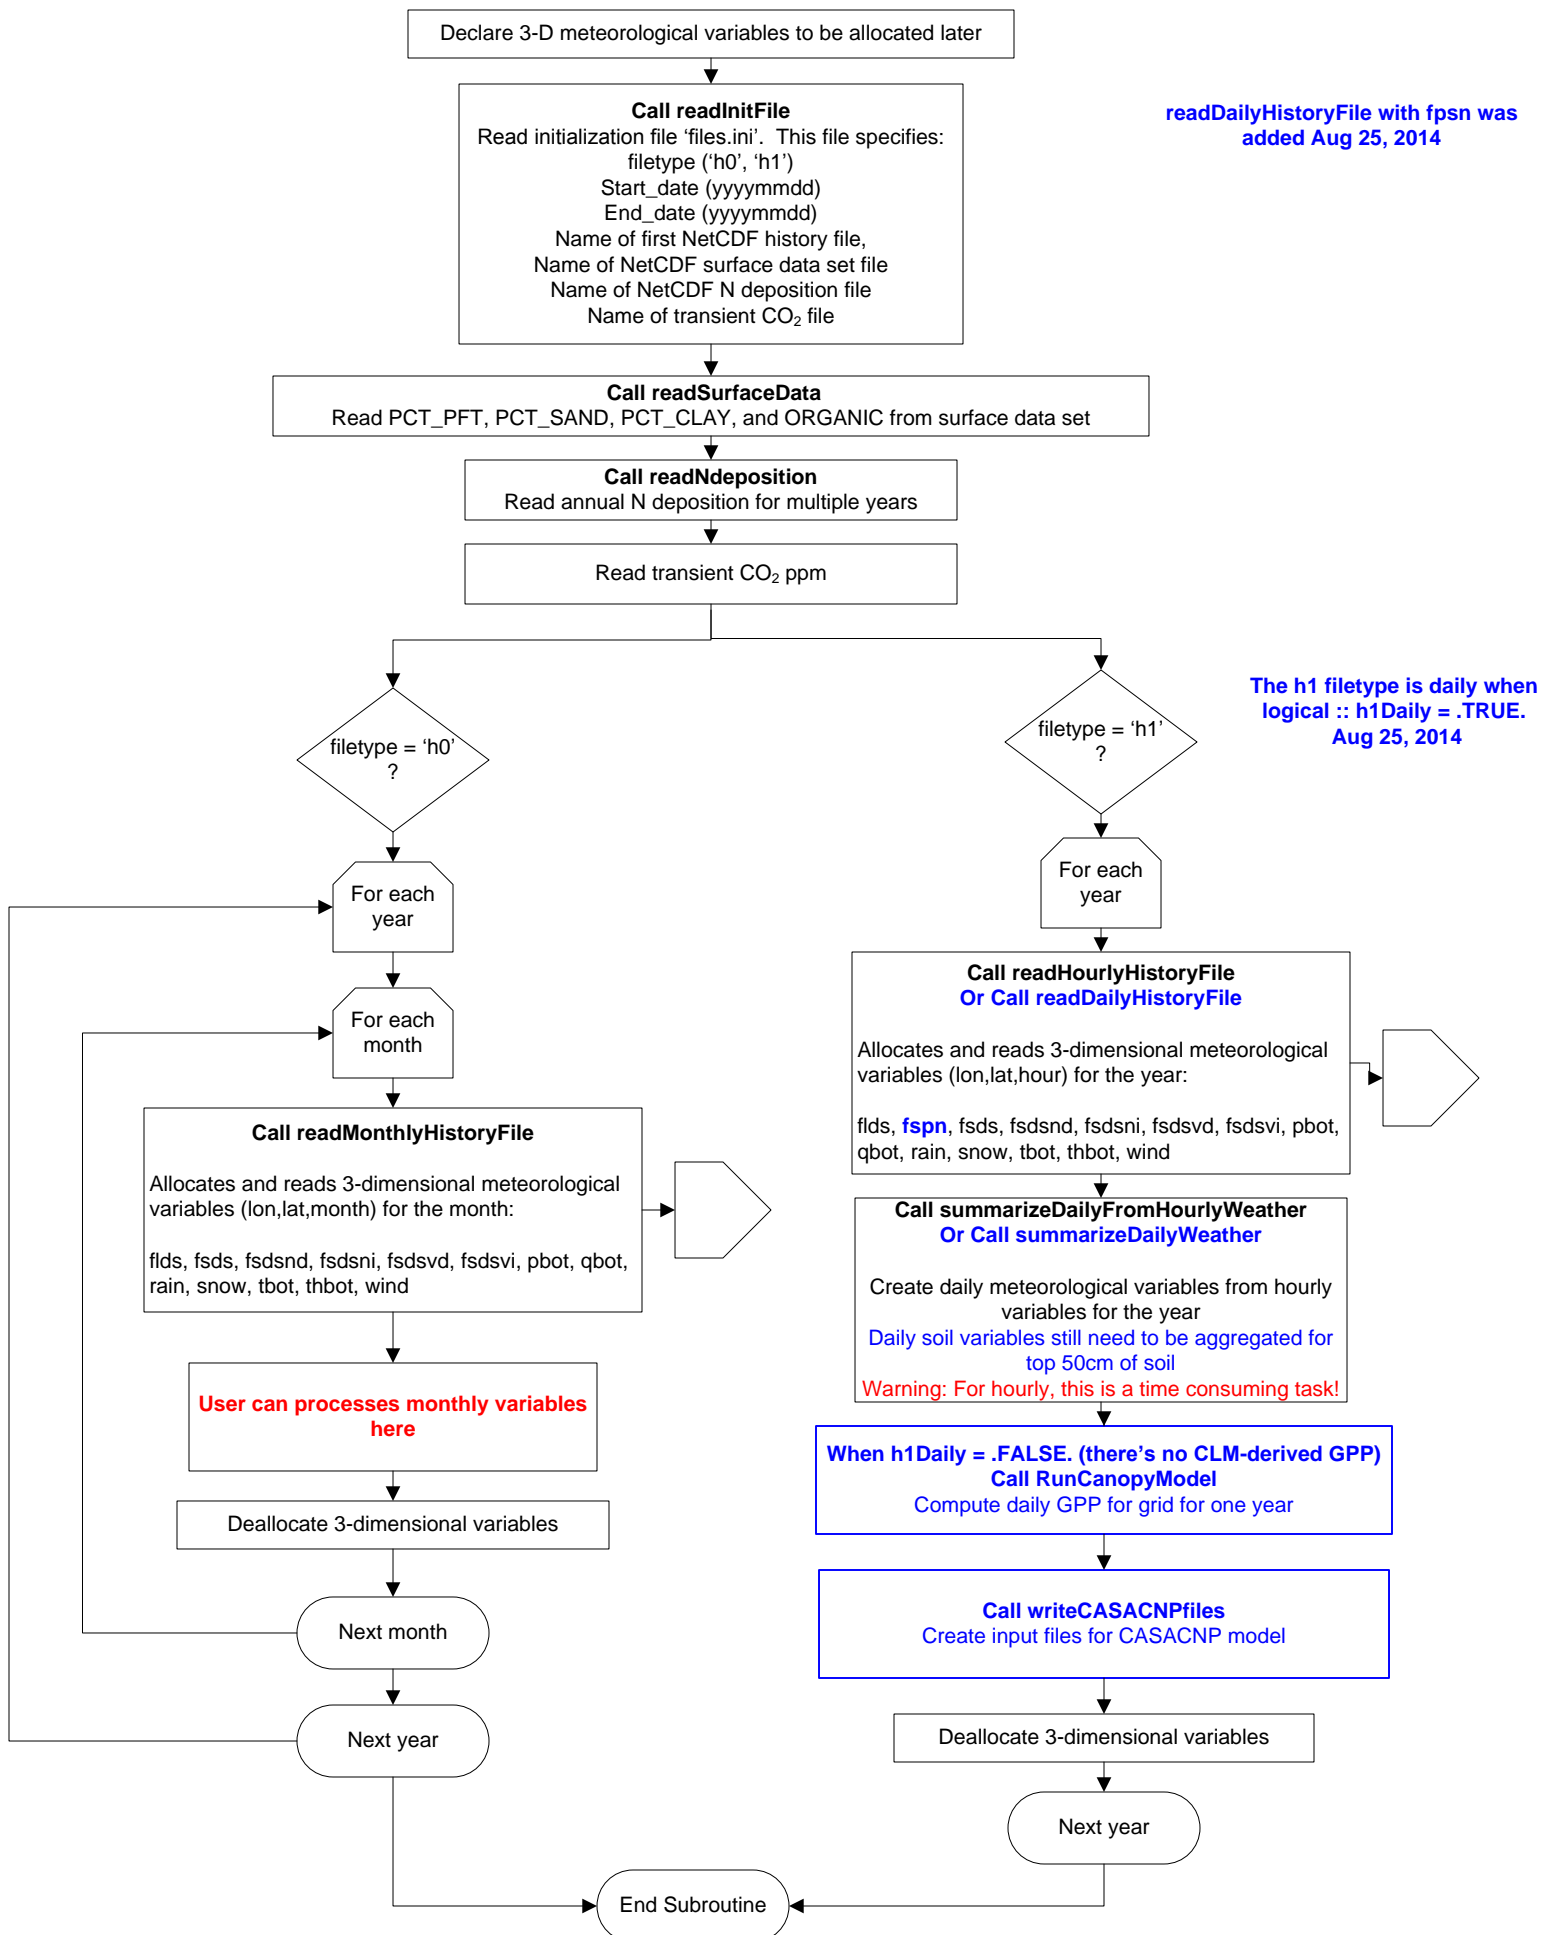 Declare 3-D meteorological variables to be allocated later
Call readInitFile
Read initialization file ‘files.ini’.  This file specifies:
filetype (‘h0’, ‘h1’)
Start_date (yyyymmdd)
End_date (yyyymmdd)
Name of first NetCDF history file,
Name of NetCDF surface data set file
Name of NetCDF N deposition file
Name of transient CO₂ file
readDailyHistoryFile with fpsn was
added Aug 25, 2014
Call readSurfaceData
Read PCT_PFT, PCT_SAND, PCT_CLAY, and ORGANIC from surface data set
Call readNdeposition
Read annual N deposition for multiple years
Read transient CO₂ ppm
filetype = ‘h0’
?
For each
year
For each
month
Call readMonthlyHistoryFile
Allocates and reads 3-dimensional meteorological
variables (lon,lat,month) for the month:
flds, fsds, fsdsnd, fsdsni, fsdsvd, fsdsvi, pbot, qbot,
rain, snow, tbot, thbot, wind
User can processes monthly variables
here
Deallocate 3-dimensional variables
Next month
Next year
filetype = ‘h1’
?
The h1 filetype is daily when
logical :: h1Daily = .TRUE.
Aug 25, 2014
For each
year
Call readHourlyHistoryFile
Or Call readDailyHistoryFile
Allocates and reads 3-dimensional meteorological
variables (lon,lat,hour) for the year:
flds, fspn, fsds, fsdsnd, fsdsni, fsdsvd, fsdsvi, pbot,
qbot, rain, snow, tbot, thbot, wind
Call summarizeDailyFromHourlyWeather
Or Call summarizeDailyWeather
Create daily meteorological variables from hourly
variables for the year
Daily soil variables still need to be aggregated for
top 50cm of soil
Warning: For hourly, this is a time consuming task!
When h1Daily = .FALSE. (there’s no CLM-derived GPP)
Call RunCanopyModel
Compute daily GPP for grid for one year
Call writeCASACNPfiles
Create input files for CASACNP model
Deallocate 3-dimensional variables
Next year
End Subroutine